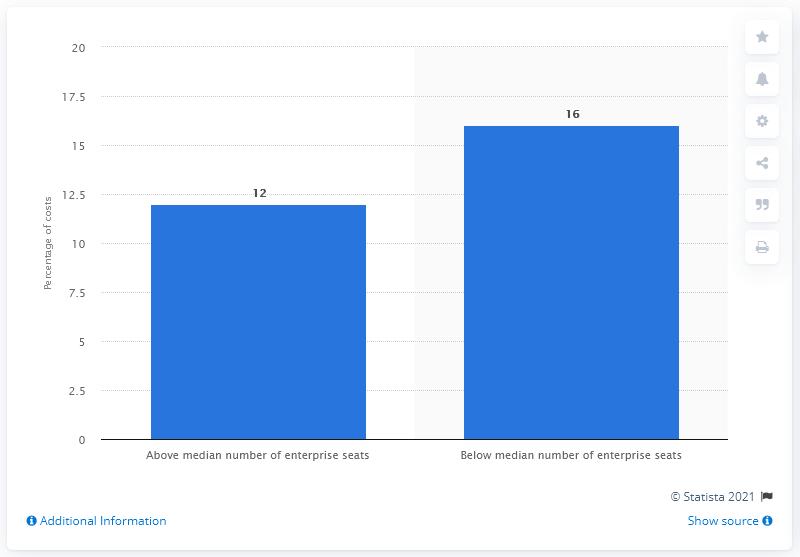 20
17.5
15
12.5
10
7.5
5
2.5
0
Percentage of costs
12
16
Above median number of enterprise seats
Below median number of enterprise seats
© Statista 2021
Additional Information
Show source